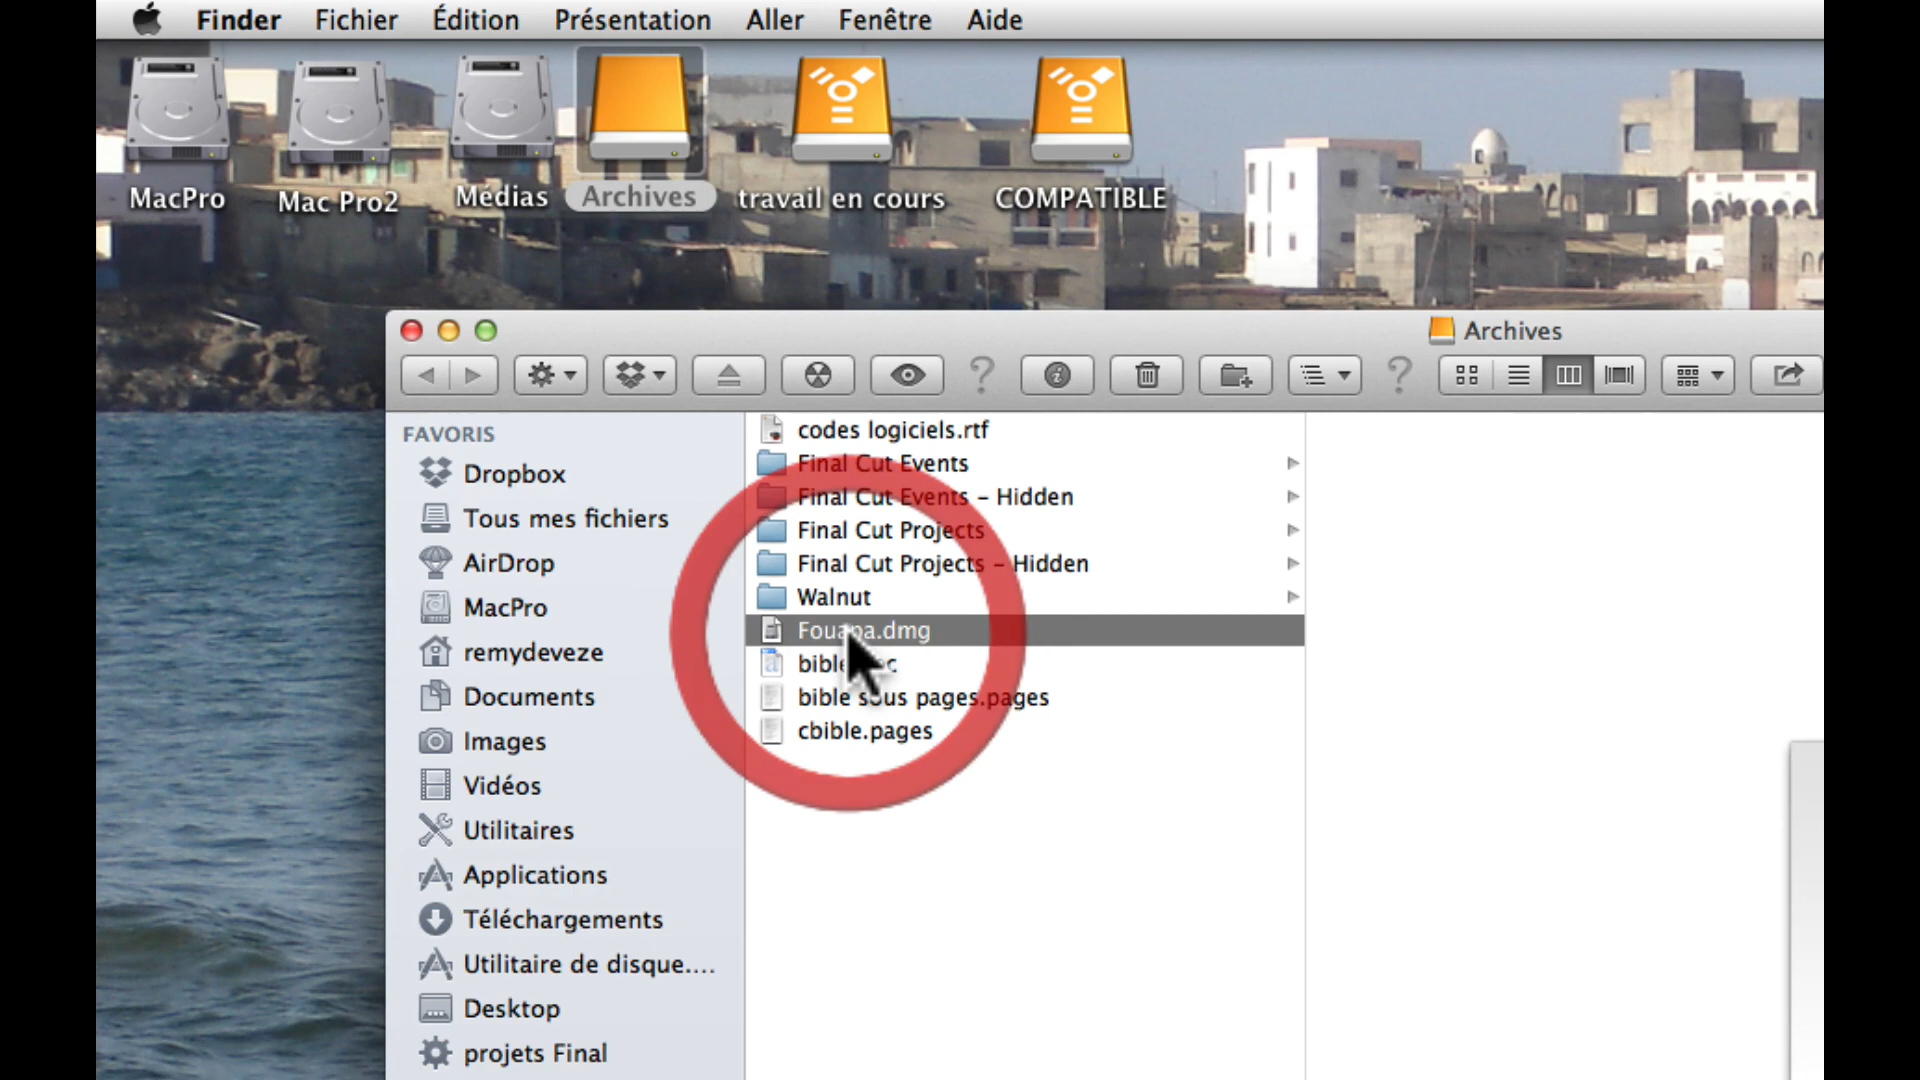 Finder Fichier Édition Présentation Aller Fenêtre Aide
MacPro Mac Pro2 Médias Archives travail en cours COMPATIBLE
Archives
FAVORIS
Dropbox
Tous mes fichiers
AirDrop
MacPro
remydeveze
Documents
Images
Vidéos
Utilitaires
Applications
Téléchargements
Utilitaire de disque....
Desktop
projets Final
codes logiciels.rtf
Final Cut Events
Final Cut Events – Hidden
Final Cut Projects
Final Cut Projects – Hidden
Walnut
bible sous pages.pages
cbible.pages